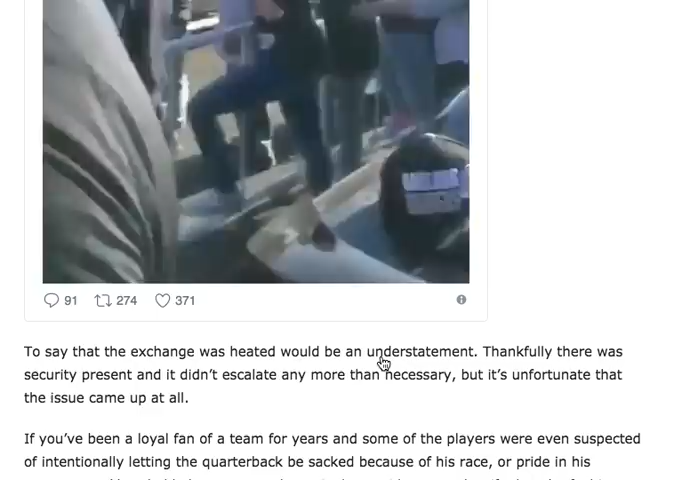 91 274 371
To say that the exchange was heated would be an understatement. Thankfully there was
security present and it didn’t escalate any more than necessary, but it’s unfortunate that
the issue came up at all.
If you’ve been a loyal fan of a team for years and some of the players were even suspected
of intentionally letting the quarterback be sacked because of his race, or pride in his